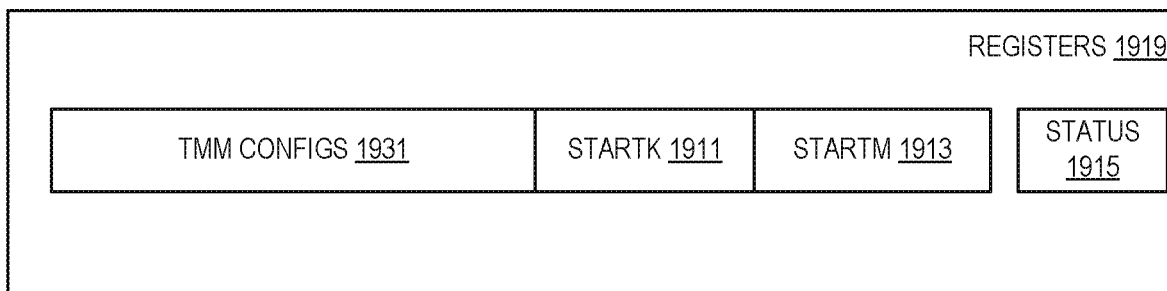 REGISTERS 1919
TMM CONFIGS 1931
STARTK 1911
STARTM 1913
STATUS
1915